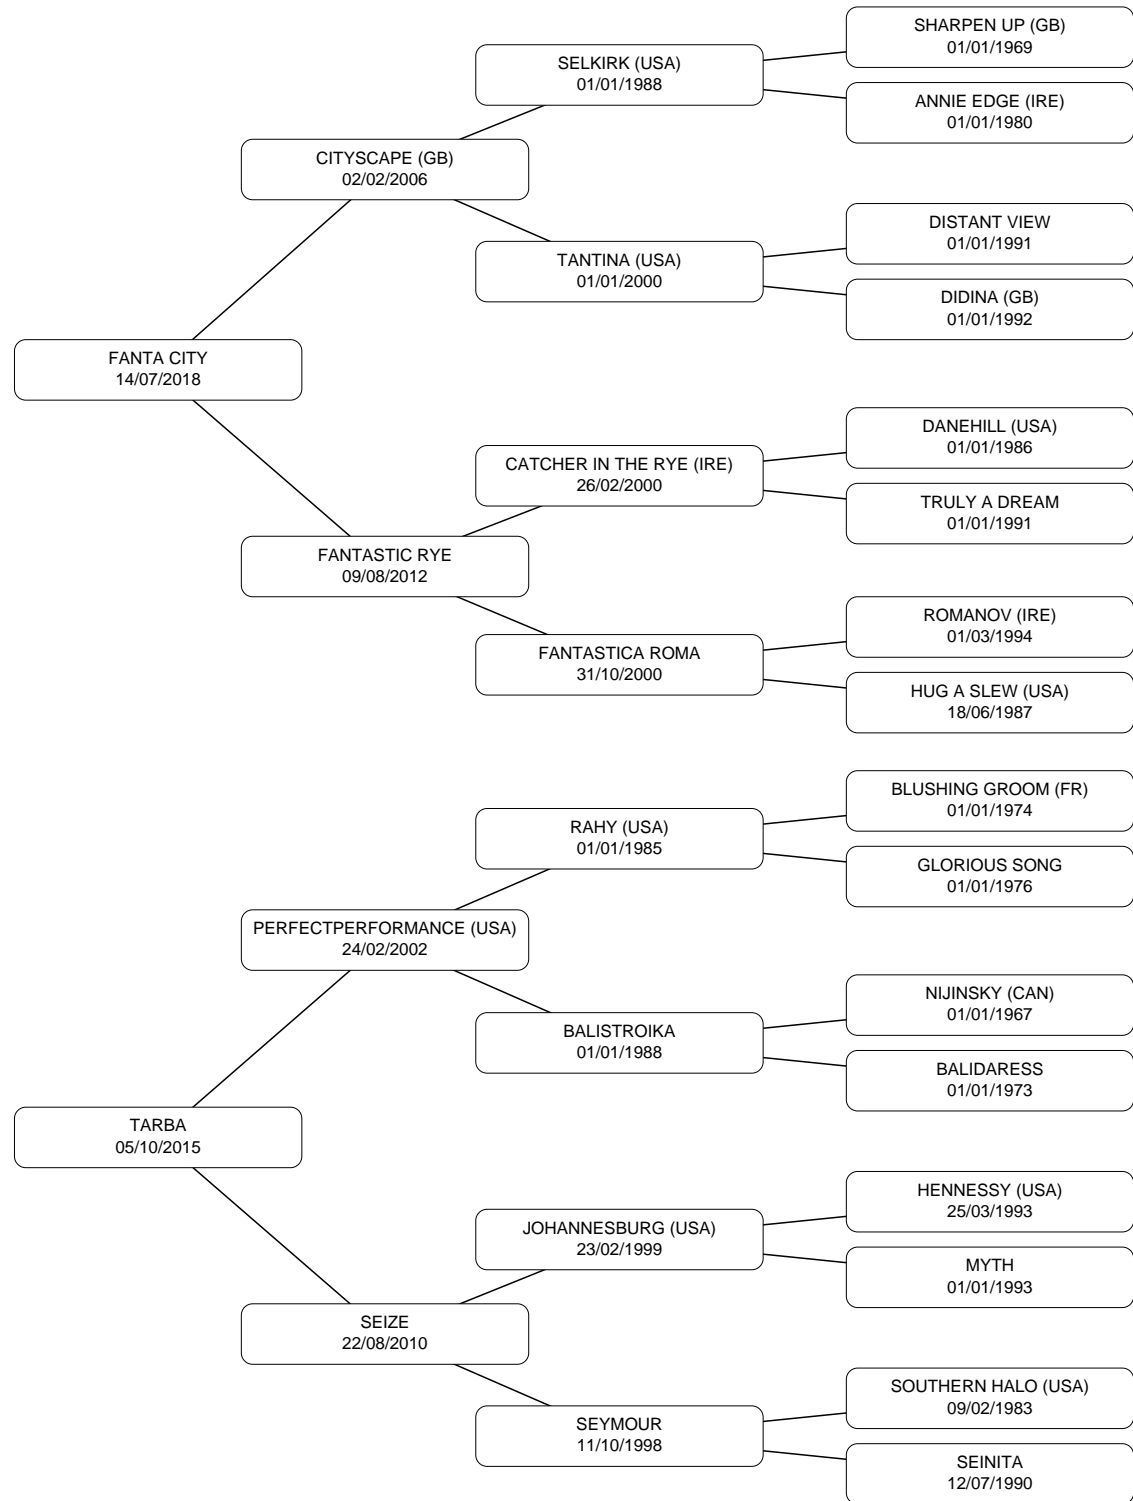 SHARPEN UP (GB)
01/01/1969
SELKIRK (USA)
01/01/1988
ANNIE EDGE (IRE)
01/01/1980
CITYSCAPE (GB)
02/02/2006
DISTANT VIEW
01/01/1991
TANTINA (USA)
01/01/2000
DIDINA (GB)
01/01/1992
FANTA CITY
14/07/2018
DANEHILL (USA)
01/01/1986
CATCHER IN THE RYE (IRE)
26/02/2000
TRULY A DREAM
01/01/1991
FANTASTIC RYE
09/08/2012
ROMANOV (IRE)
01/03/1994
FANTASTICA ROMA
31/10/2000
HUG A SLEW (USA)
18/06/1987
BLUSHING GROOM (FR)
01/01/1974
RAHY (USA)
01/01/1985
GLORIOUS SONG
01/01/1976
PERFECTPERFORMANCE (USA)
24/02/2002
NIJINSKY (CAN)
01/01/1967
BALISTROIKA
01/01/1988
BALIDARESS
01/01/1973
TARBA
05/10/2015
HENNESSY (USA)
25/03/1993
JOHANNESBURG (USA)
23/02/1999
MYTH
01/01/1993
SEIZE
22/08/2010
SOUTHERN HALO (USA)
09/02/1983
SEYMOUR
11/10/1998
SEINITA
12/07/1990